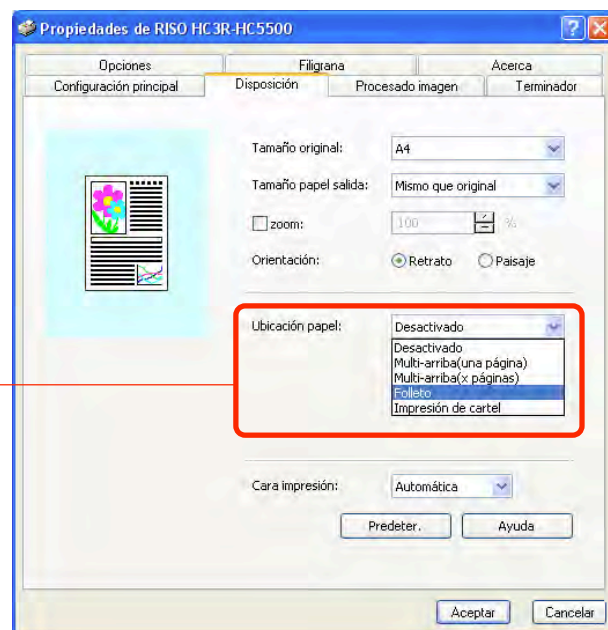 Propiedades de RISO HC3R-HC5500
Opciones Filigrana Acerca
Configuración principal Disposición Procesado imagen Terminador
Tamaño original: A4
Tamaño papel salida: Mismo que original
zoom: 100 %
Orientación: Retrato Paisaje
Ubicación papel: Desactivado
Desactivado
Multi-arriba(una página)
Multi-arriba(x páginas)
Folleto
Impresión de cartel
Cara impresión: Automática
Predeter. Ayuda
Aceptar Cancelar